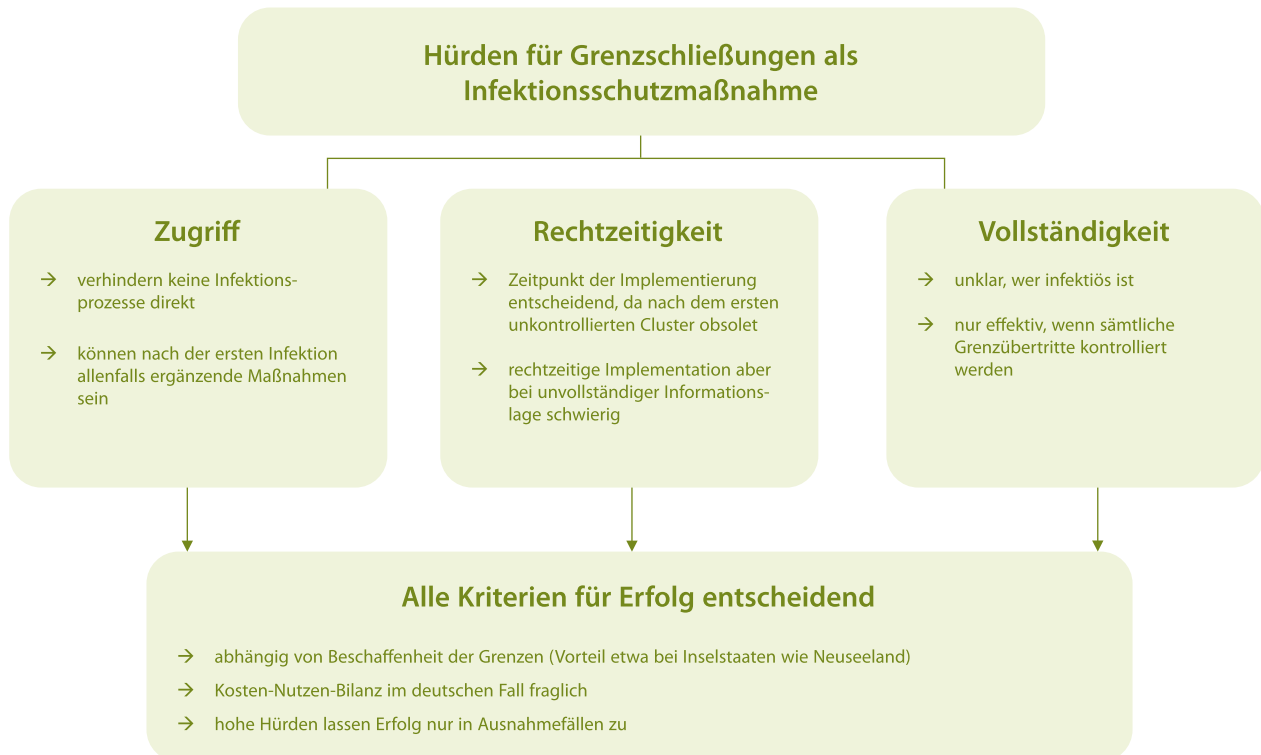 Hürden für Grenzschließungen als
Infektionsschutzmaßnahme
Zugriff
→ verhindern keine Infektions-
prozesse direkt
→ können nach der ersten Infektion
allenfalls ergänzende Maßnahmen
sein
Rechtzeitigkeit
→ Zeitpunkt der Implementierung
entscheidend, da nach dem ersten
unkontrollierten Cluster obsolet
→ rechtzeitige Implementation aber
bei unvollständiger Informations-
lage schwierig
Vollständigkeit
→ unklar, wer infektiös ist
→ nur effektiv, wenn sämtliche
Grenzübertritte kontrolliert
werden
Alle Kriterien für Erfolg entscheidend
→ abhängig von Beschaffenheit der Grenzen (Vorteil etwa bei Inselstaaten wie Neuseeland)
→ Kosten-Nutzen-Bilanz im deutschen Fall fraglich
→ hohe Hürden lassen Erfolg nur in Ausnahmefällen zu